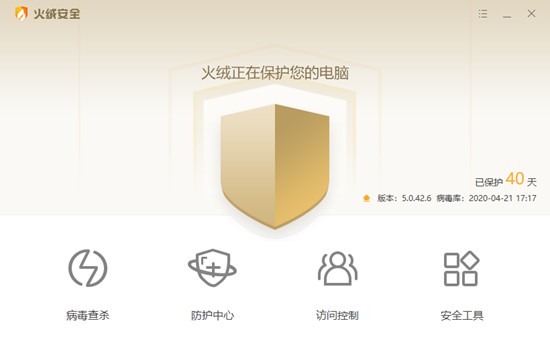 火绒安全
火绒正在保护您的电脑
已保护 40 天
版本：5.0.42.6 病毒库：2020-04-21 17:17
病毒查杀 防护中心 访问控制 安全工具